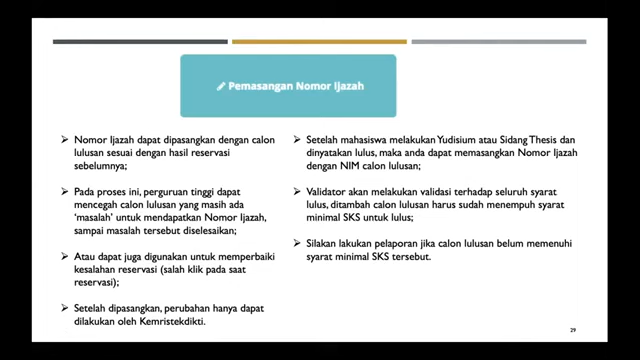 Pemasangan Nomor Ijazah
➢ Nomor Ijazah dapat dipasangkan dengan calon
lulusan sesuai dengan hasil reservasi
sebelumnya;
➢ Pada proses ini, perguruan tinggi dapat
mencegah calon lulusan yang masih ada
‘masalah’ untuk mendapatkan Nomor Ijazah,
sampai masalah tersebut diselesaikan;
➢ Atau dapat juga digunakan untuk memperbaiki
kesalahan reservasi (salah klik pada saat
reservasi);
➢ Setelah dipasangkan, perubahan hanya dapat
dilakukan oleh Kemristekdikti.
➢ Setelah mahasiswa melakukan Yudisium atau Sidang Thesis dan
dinyatakan lulus, maka anda dapat memasangkan Nomor Ijazah
dengan NIM calon lulusan;
➢ Validator akan melakukan validasi terhadap seluruh syarat
lulus, ditambah calon lulusan harus sudah menempuh syarat
minimal SKS untuk lulus;
➢ Silakan lakukan pelaporan jika calon lulusan belum memenuhi
syarat minimal SKS tersebut.
29